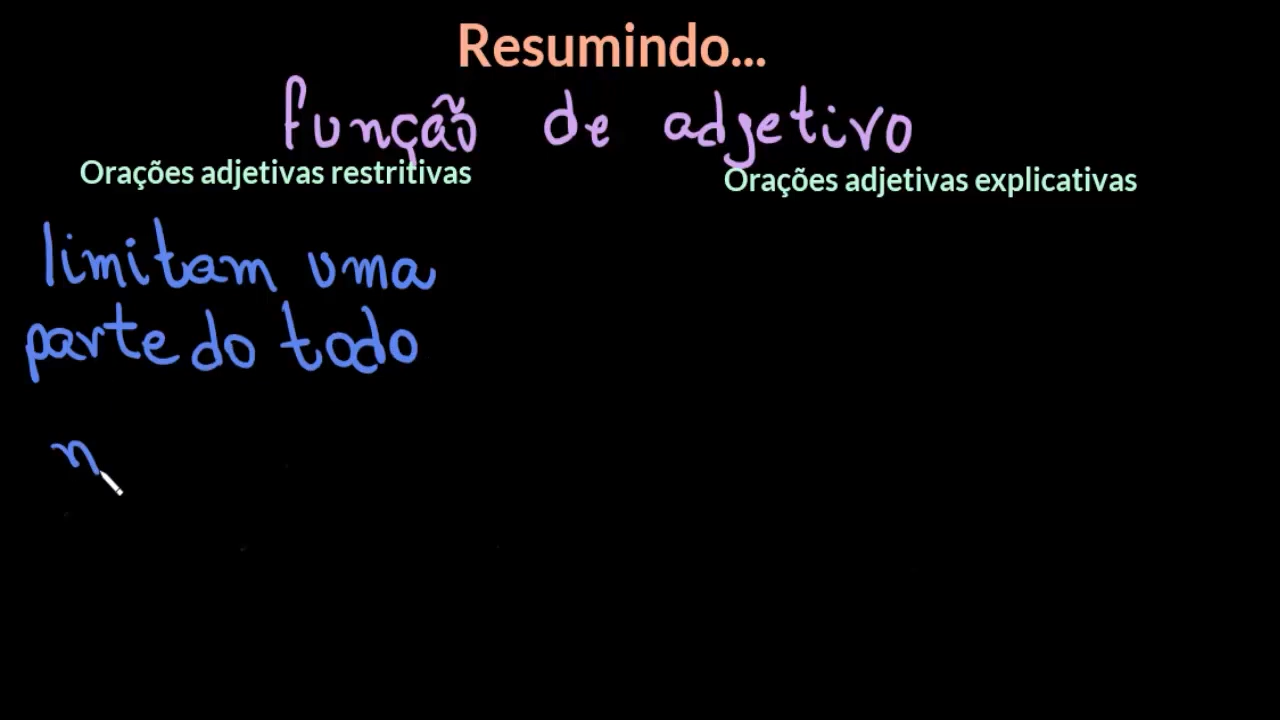 Resumindo...
função de adjetivo
Orações adjetivas restritivas
Orações adjetivas explicativas
limitam uma
parte do todo
n